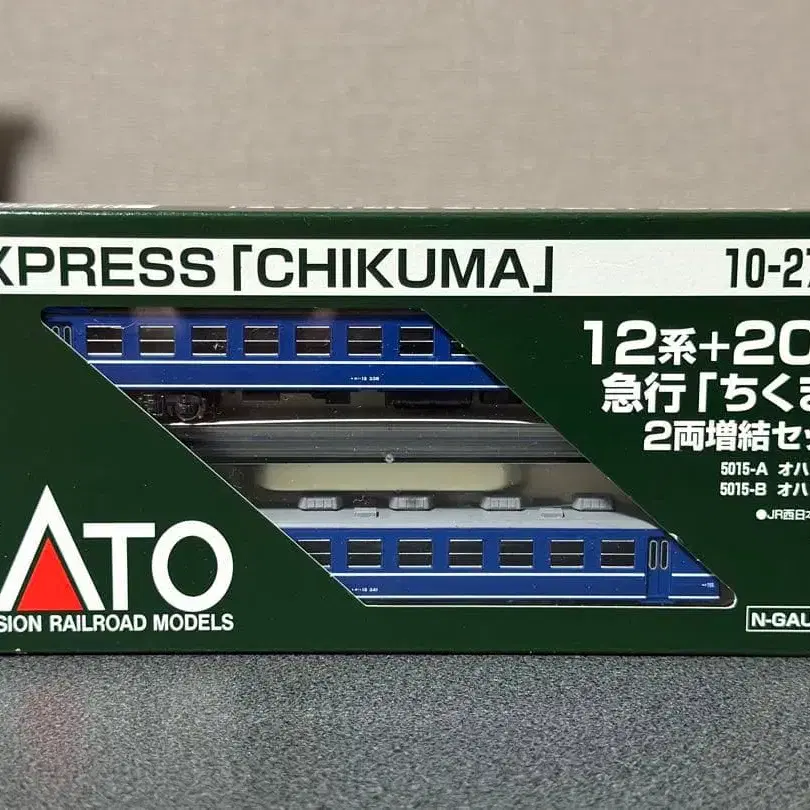 XPRESS「CHIKUMA」 10-27
12系+20
急行「ちくま
2両増結セッ
5015-A オハ
5015-B オハ
●JR西日本
ATO
SION RAILROAD MODELS
N-GAU